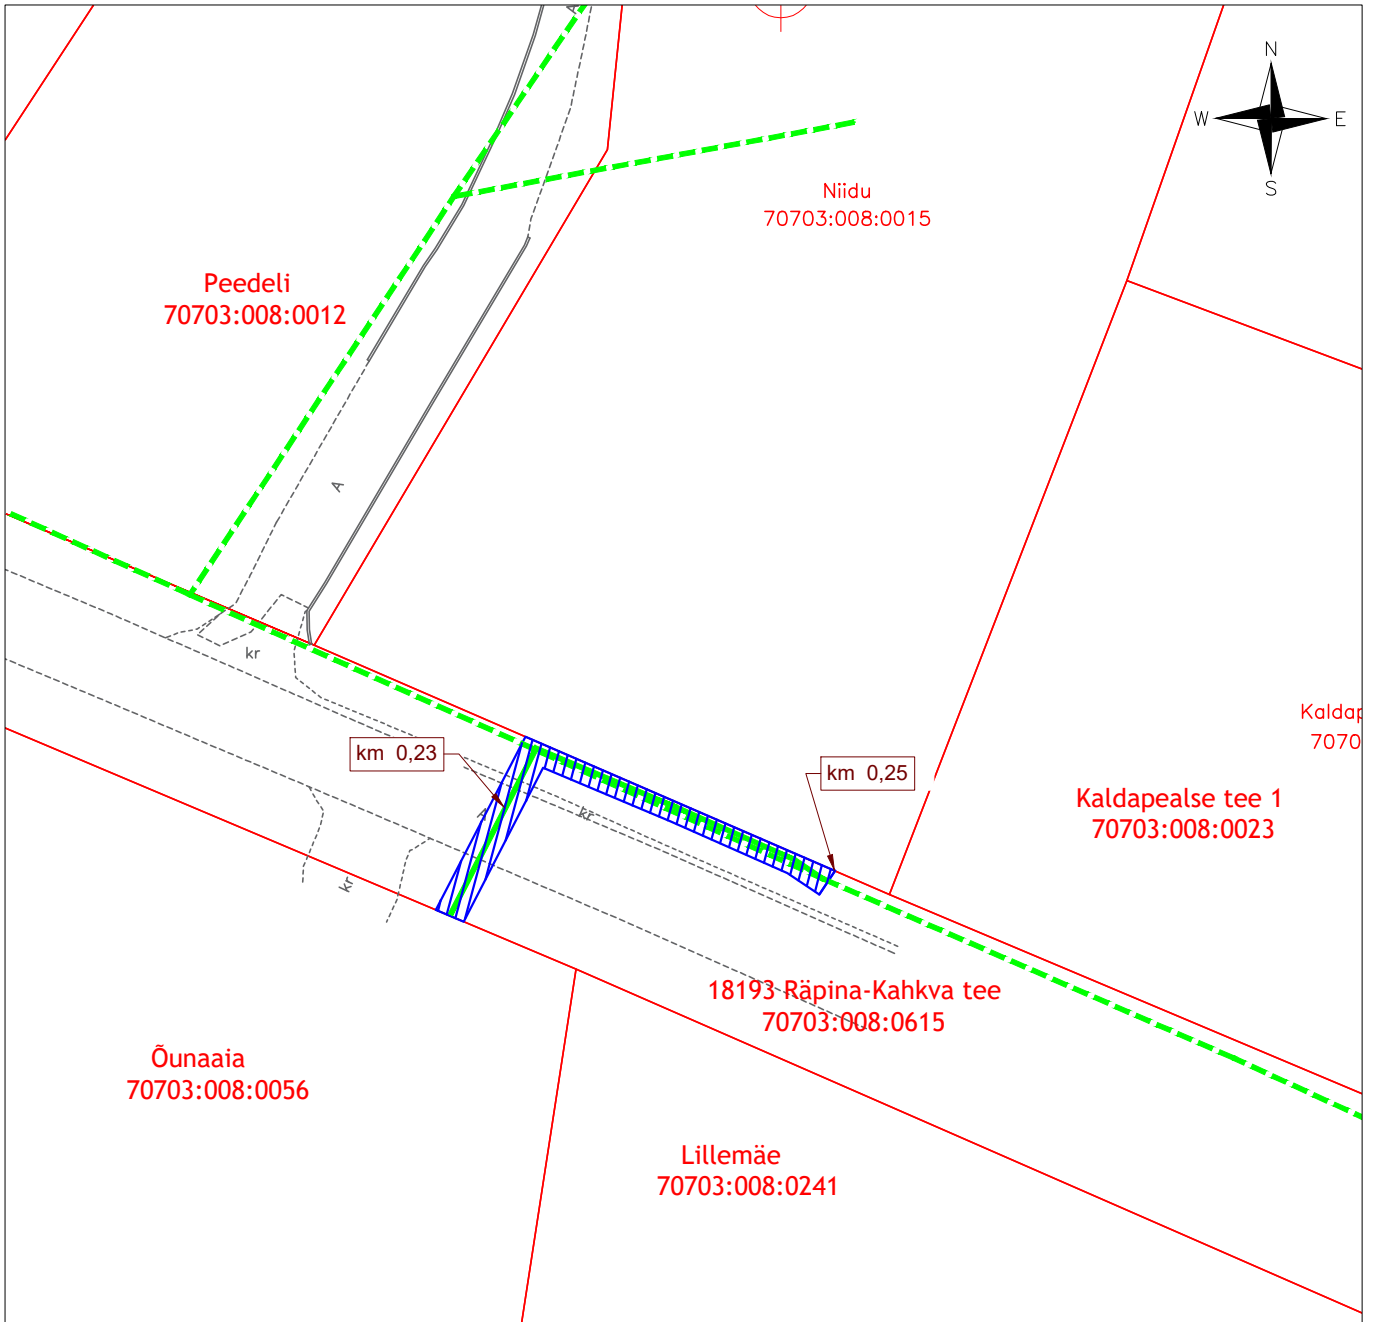 A
N
W E
S
Niidu
70703:008:0015
Peedeli
70703:008:0012
A
kr
Kaldap
7070
km 0,23
km 0,25
Kaldapealse tee 1
70703:008:0023
A
kr
kr
18193 Räpina-Kahkva tee
70703:008:0615
Õunaaia
70703:008:0056
Lillemäe
70703:008:0241